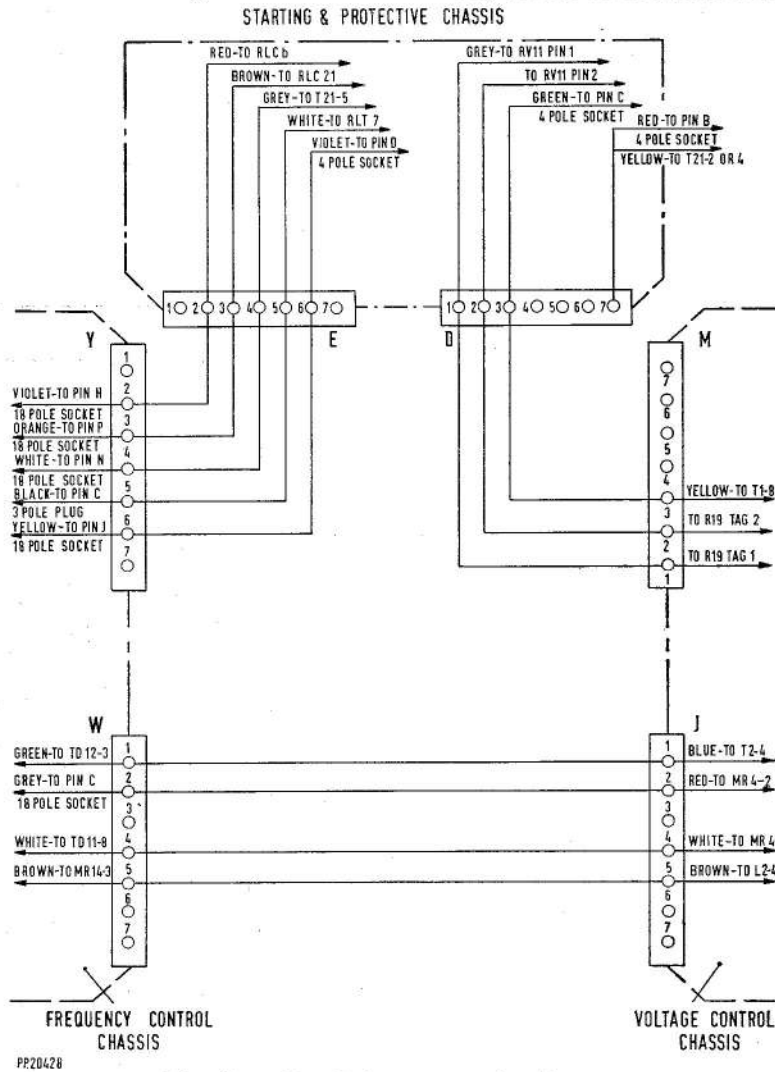 STARTING & PROTECTIVE CHASSIS
RED-TO RLC b
BROWN-TO RLC 21
GREY-TO T 21-5
WHITE-TO RLT 7
VIOLET-TO PIN D
4 POLE SOCKET
GREY-TO RV11 PIN 1
TO RV11 PIN 2
GREEN-TO PIN C
4 POLE SOCKET
RED-TO PIN B
4 POLE SOCKET
YELLOW-TO T21-2 OR 4
1 2 3 4 5 6 7
E
1 2 3 4 5 6 7
D
Y
1
2
3
4
5
6
7
VIOLET-TO PIN H
18 POLE SOCKET
ORANGE-TO PIN P
18 POLE SOCKET
WHITE-TO PIN N
18 POLE SOCKET
BLACK-TO PIN C
3 POLE PLUG
YELLOW-TO PIN J
18 POLE SOCKET
M
7
6
5
4
3
2
1
YELLOW-TO T1-8
TO R19 TAG 2
TO R19 TAG 1
W
1
2
3
4
5
6
7
GREEN-TO TD 12-3
GREY-TO PIN C
18 POLE SOCKET
WHITE-TO TD11-8
BROWN-TO MR14-3
J
1
2
3
4
5
6
7
BLUE-TO T2-4
RED-TO MR 4-2
WHITE-TO MR 4
BROWN-TO L2-4
FREQUENCY CONTROL
CHASSIS
VOLTAGE CONTROL
CHASSIS
PP.20428